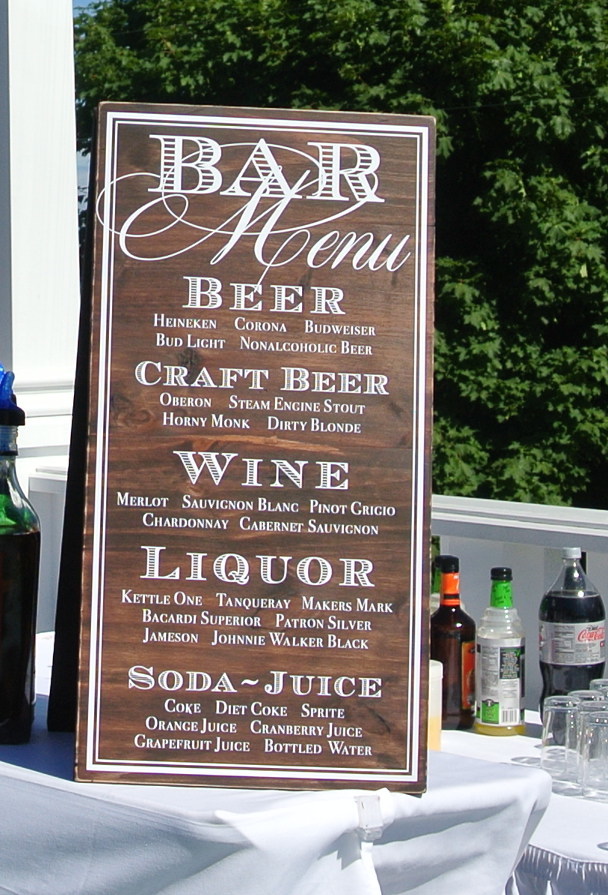 BAR
Menu
BEER
HEINEKEN CORONA BUDWEISER
BUD LIGHT NONALCOHOLIC BEER
CRAFT BEER
OBERON STEAM ENGINE STOUT
HORNY MONK DIRTY BLONDE
WINE
MERLOT SAUVIGNON BLANC PINOT GRIGIO
CHARDONNAY CABERNET SAUVIGNON
LIQUOR
KETTLE ONE TANQUERAY MAKERS MARK
BACARDI SUPERIOR PATRON SILVER
JAMESON JOHNNIE WALKER BLACK
SODA~JUICE
COKE DIET COKE SPRITE
ORANGE JUICE CRANBERRY JUICE
GRAPEFRUIT JUICE BOTTLED WATER